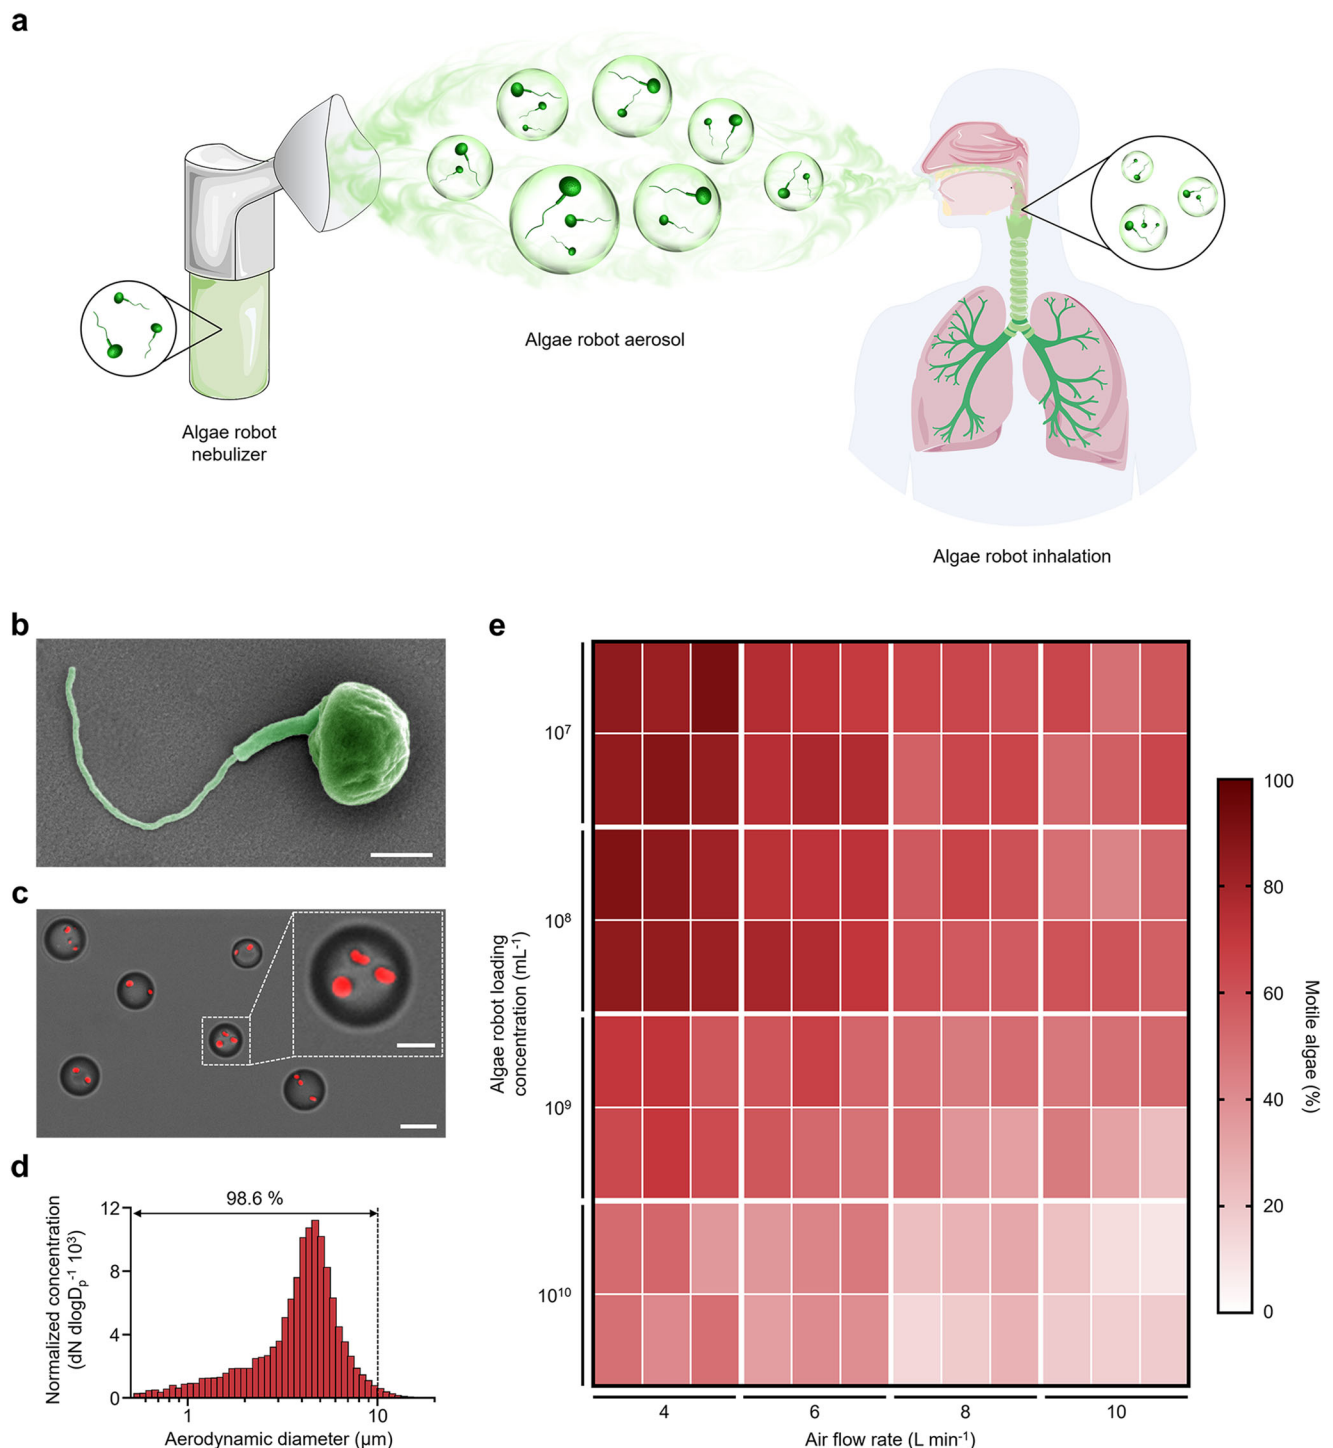 a
Algae robot aerosol
Algae robot
nebulizer
Algae robot inhalation
b
c
d
98.6 %
12
8
4
0
Normalized concentration
(dN dlogDₚ⁻¹ 10³)
1
10
Aerodynamic diameter (µm)
e
10⁷
10⁸
10⁹
10¹⁰
Algae robot loading
concentration (mL⁻¹)
4
6
8
10
Air flow rate (L min⁻¹)
100
80
60
40
20
0
Motile algae (%)